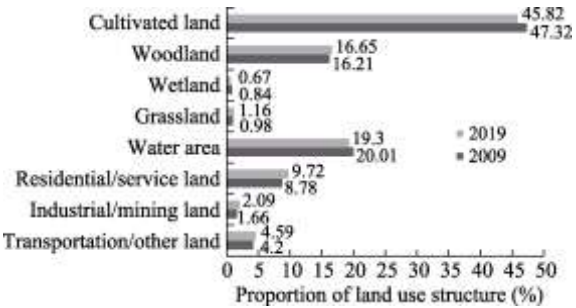 Cultivated land 45.82
47.32
Woodland 16.65
16.21
Wetland 0.67
0.84
Grassland 1.16
0.98
Water area 19.3
20.01
Residential/service land 9.72
8.78
Industrial/mining land 2.09
1.66
Transportation/other land 4.59
4.2
2019
2009
0 5 10 15 20 25 30 35 40 45 50
Proportion of land use structure (%)